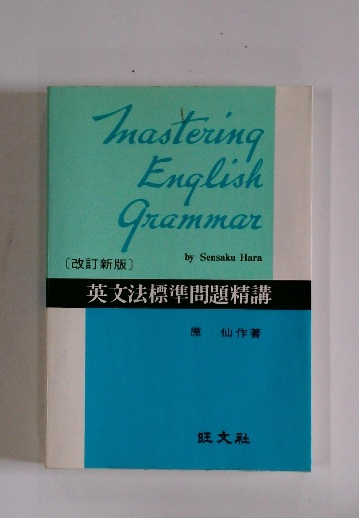 Mastering
English
Grammar
by Sensaku Hara
〔改訂新版〕
英文法標準問題精講
原 仙作著
旺文社